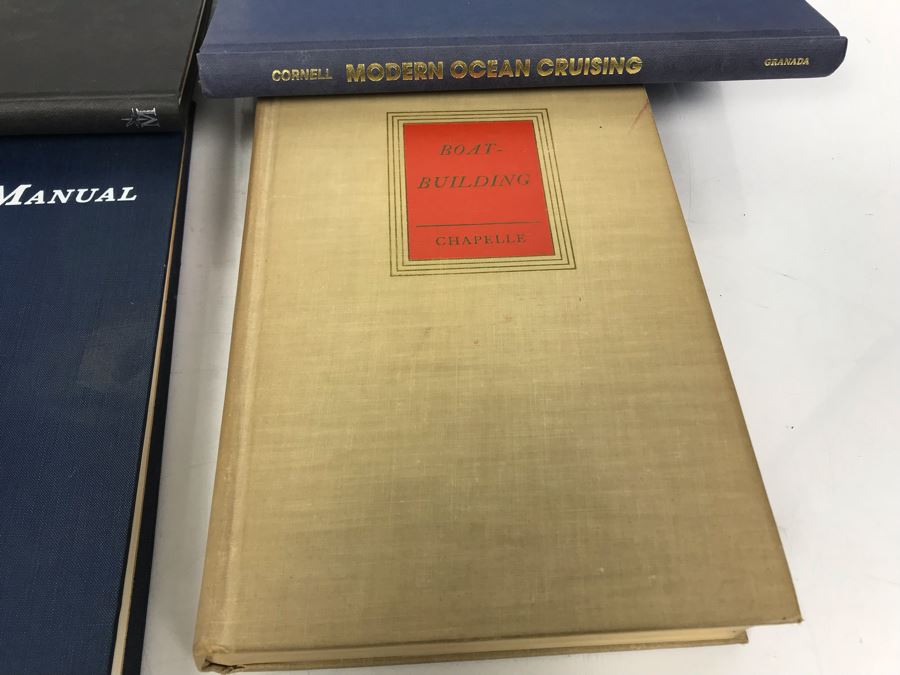 CORNELL MODERN OCEAN CRUISING GRANADA
M
MANUAL
BOAT-
BUILDING
CHAPELLE